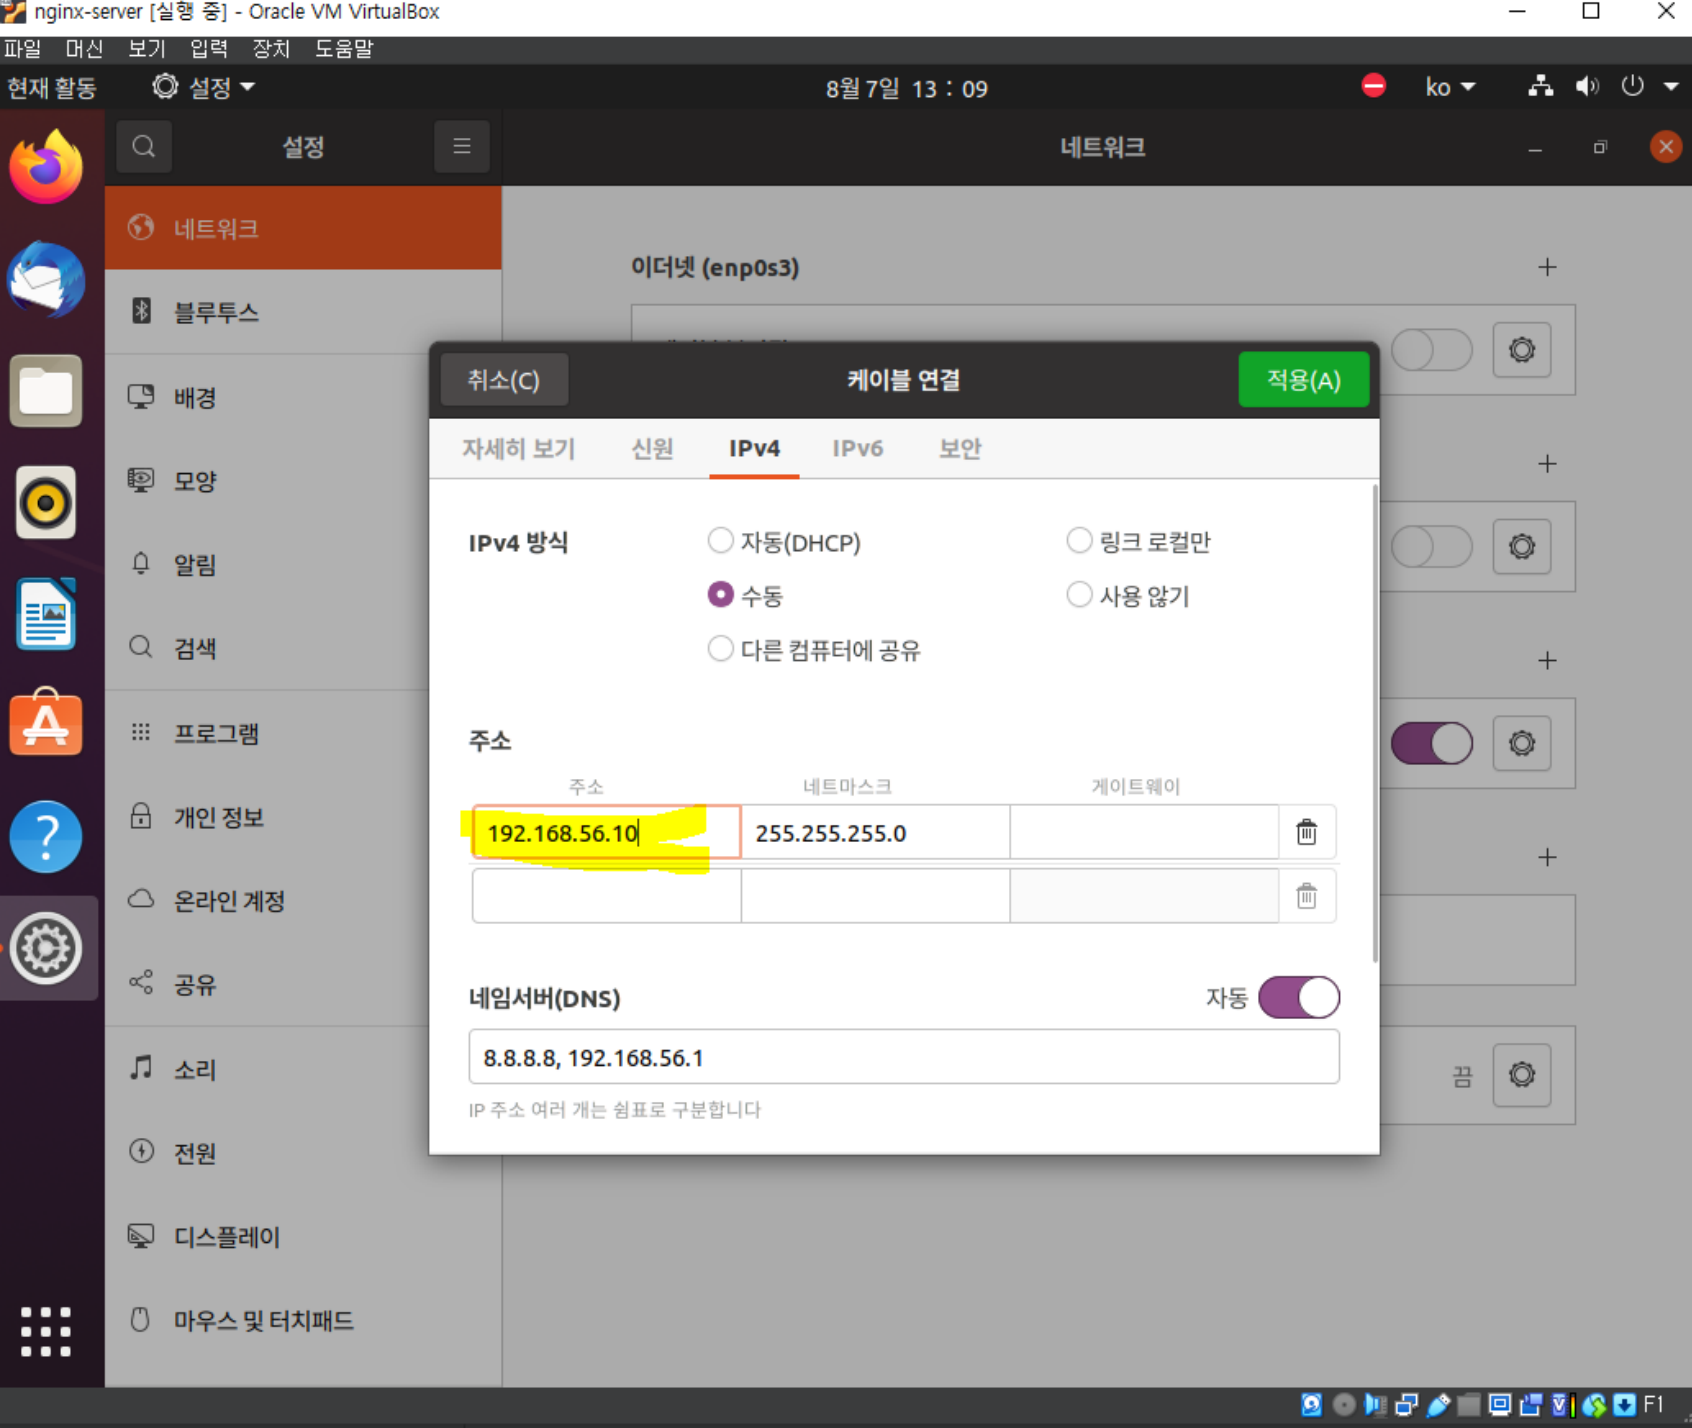 nginx-server [실행 중] - Oracle VM VirtualBox
파일 머신 보기 입력 장치 도움말
현재 활동 설정 8월 7일 13 : 09 ko
설정 네트워크
네트워크
블루투스
배경
모양
알림
검색
프로그램
개인 정보
온라인 계정
공유
소리
전원
디스플레이
마우스 및 터치패드
이더넷 (enp0s3)
취소(C) 케이블 연결 적용(A)
자세히 보기 신원 IPv4 IPv6 보안
IPv4 방식 자동(DHCP) 링크 로컬만
수동 사용 않기
다른 컴퓨터에 공유
주소
주소 네트마스크 게이트웨이
192.168.56.10 255.255.255.0
네임서버(DNS) 자동
8.8.8.8, 192.168.56.1
IP 주소 여러 개는 쉼표로 구분합니다
끔
F1